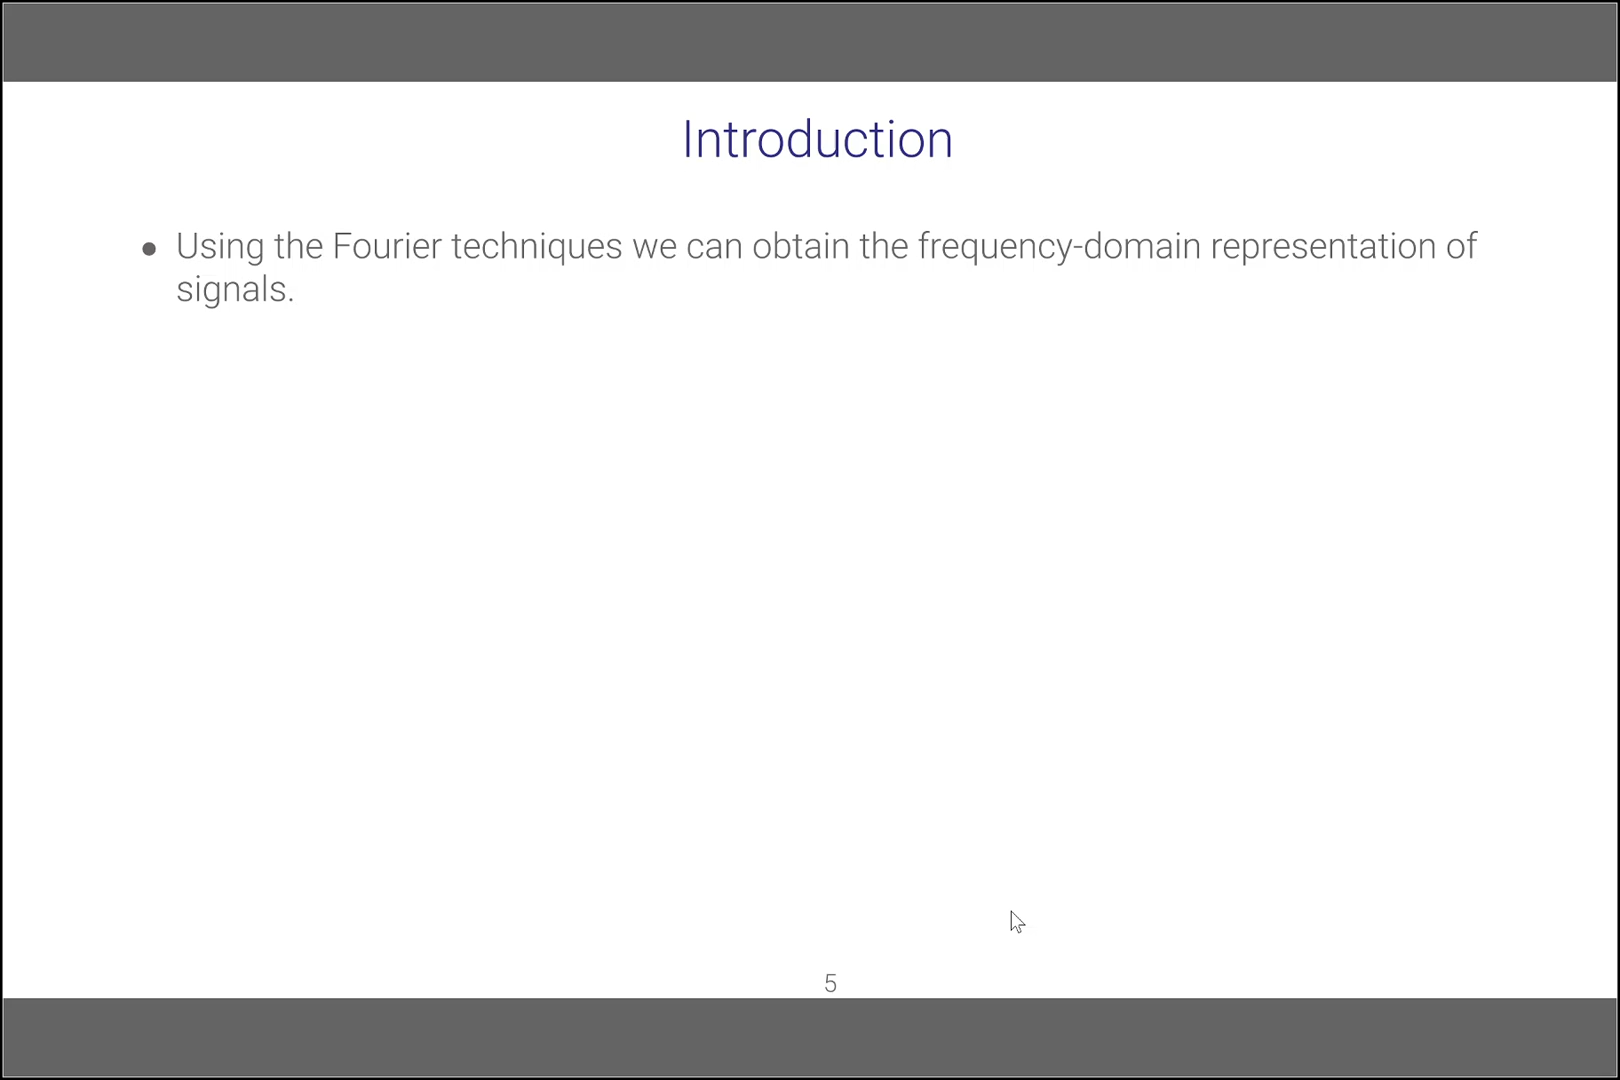 Introduction
● Using the Fourier techniques we can obtain the frequency-domain representation of
signals.
5